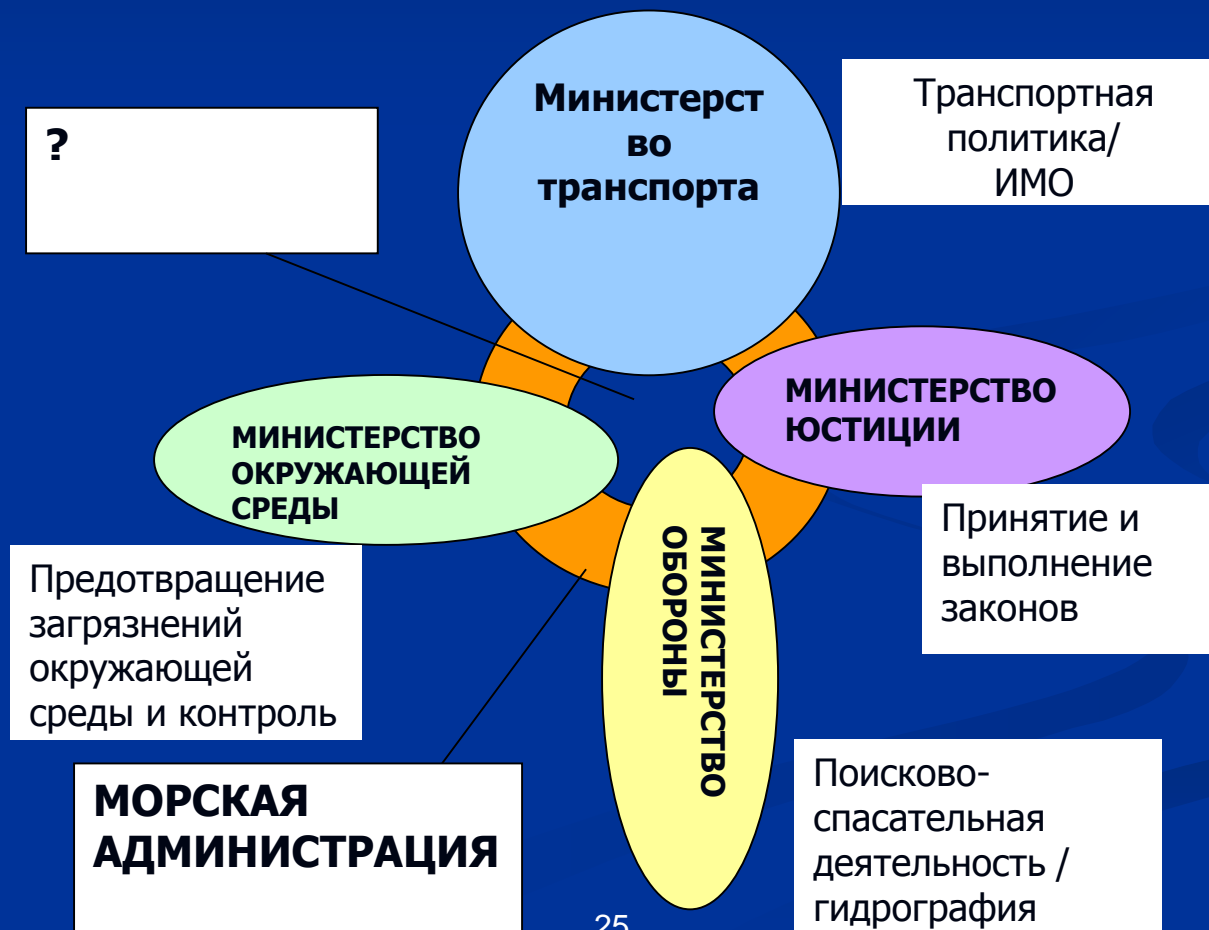 ?
Министерст
во
транспорта
Транспортная
политика/
ИМО
МИНИСТЕРСТВО
ЮСТИЦИИ
МИНИСТЕРСТВО
ОКРУЖАЮЩЕЙ
СРЕДЫ
МИНИСТЕРСТВО
ОБОРОНЫ
Принятие и
выполнение
законов
Предотвращение
загрязнений
окружающей
среды и контроль
МОРСКАЯ
АДМИНИСТРАЦИЯ
Поисково-
спасательная
деятельность /
гидрография
25